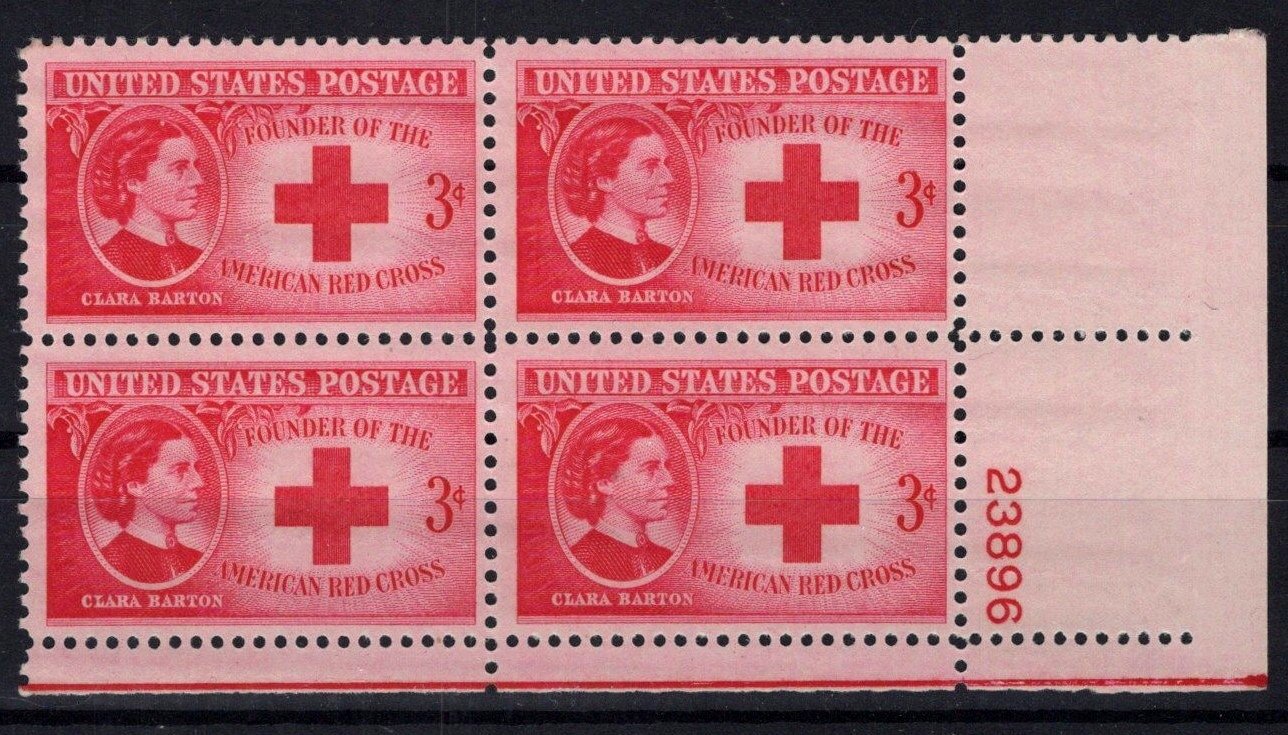 UNITED STATES POSTAGE
FOUNDER OF THE
3¢
AMERICAN RED CROSS
CLARA BARTON
UNITED STATES POSTAGE
FOUNDER OF THE
3¢
AMERICAN RED CROSS
CLARA BARTON
UNITED STATES POSTAGE
FOUNDER OF THE
3¢
AMERICAN RED CROSS
CLARA BARTON
UNITED STATES POSTAGE
FOUNDER OF THE
3¢
AMERICAN RED CROSS
CLARA BARTON
23896